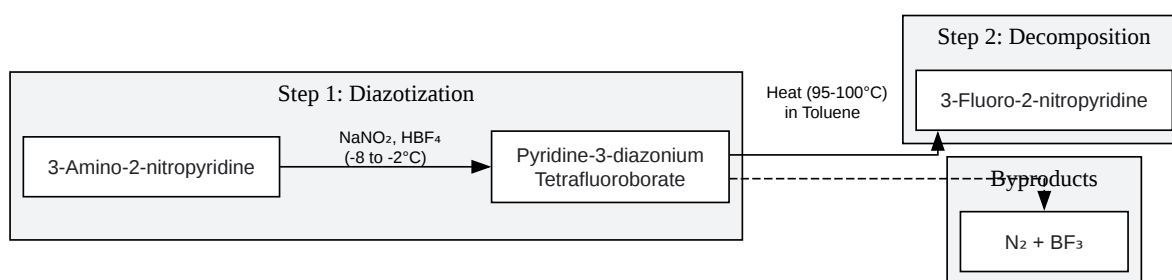 Step 1: Diazotization
3-Amino-2-nitropyridine
NaNO₂, HBF₄
(-8 to -2°C)
Pyridine-3-diazonium
Tetrafluoroborate
Heat (95-100°C)
in Toluene
Step 2: Decomposition
3-Fluoro-2-nitropyridine
Byproducts
N₂ + BF₃